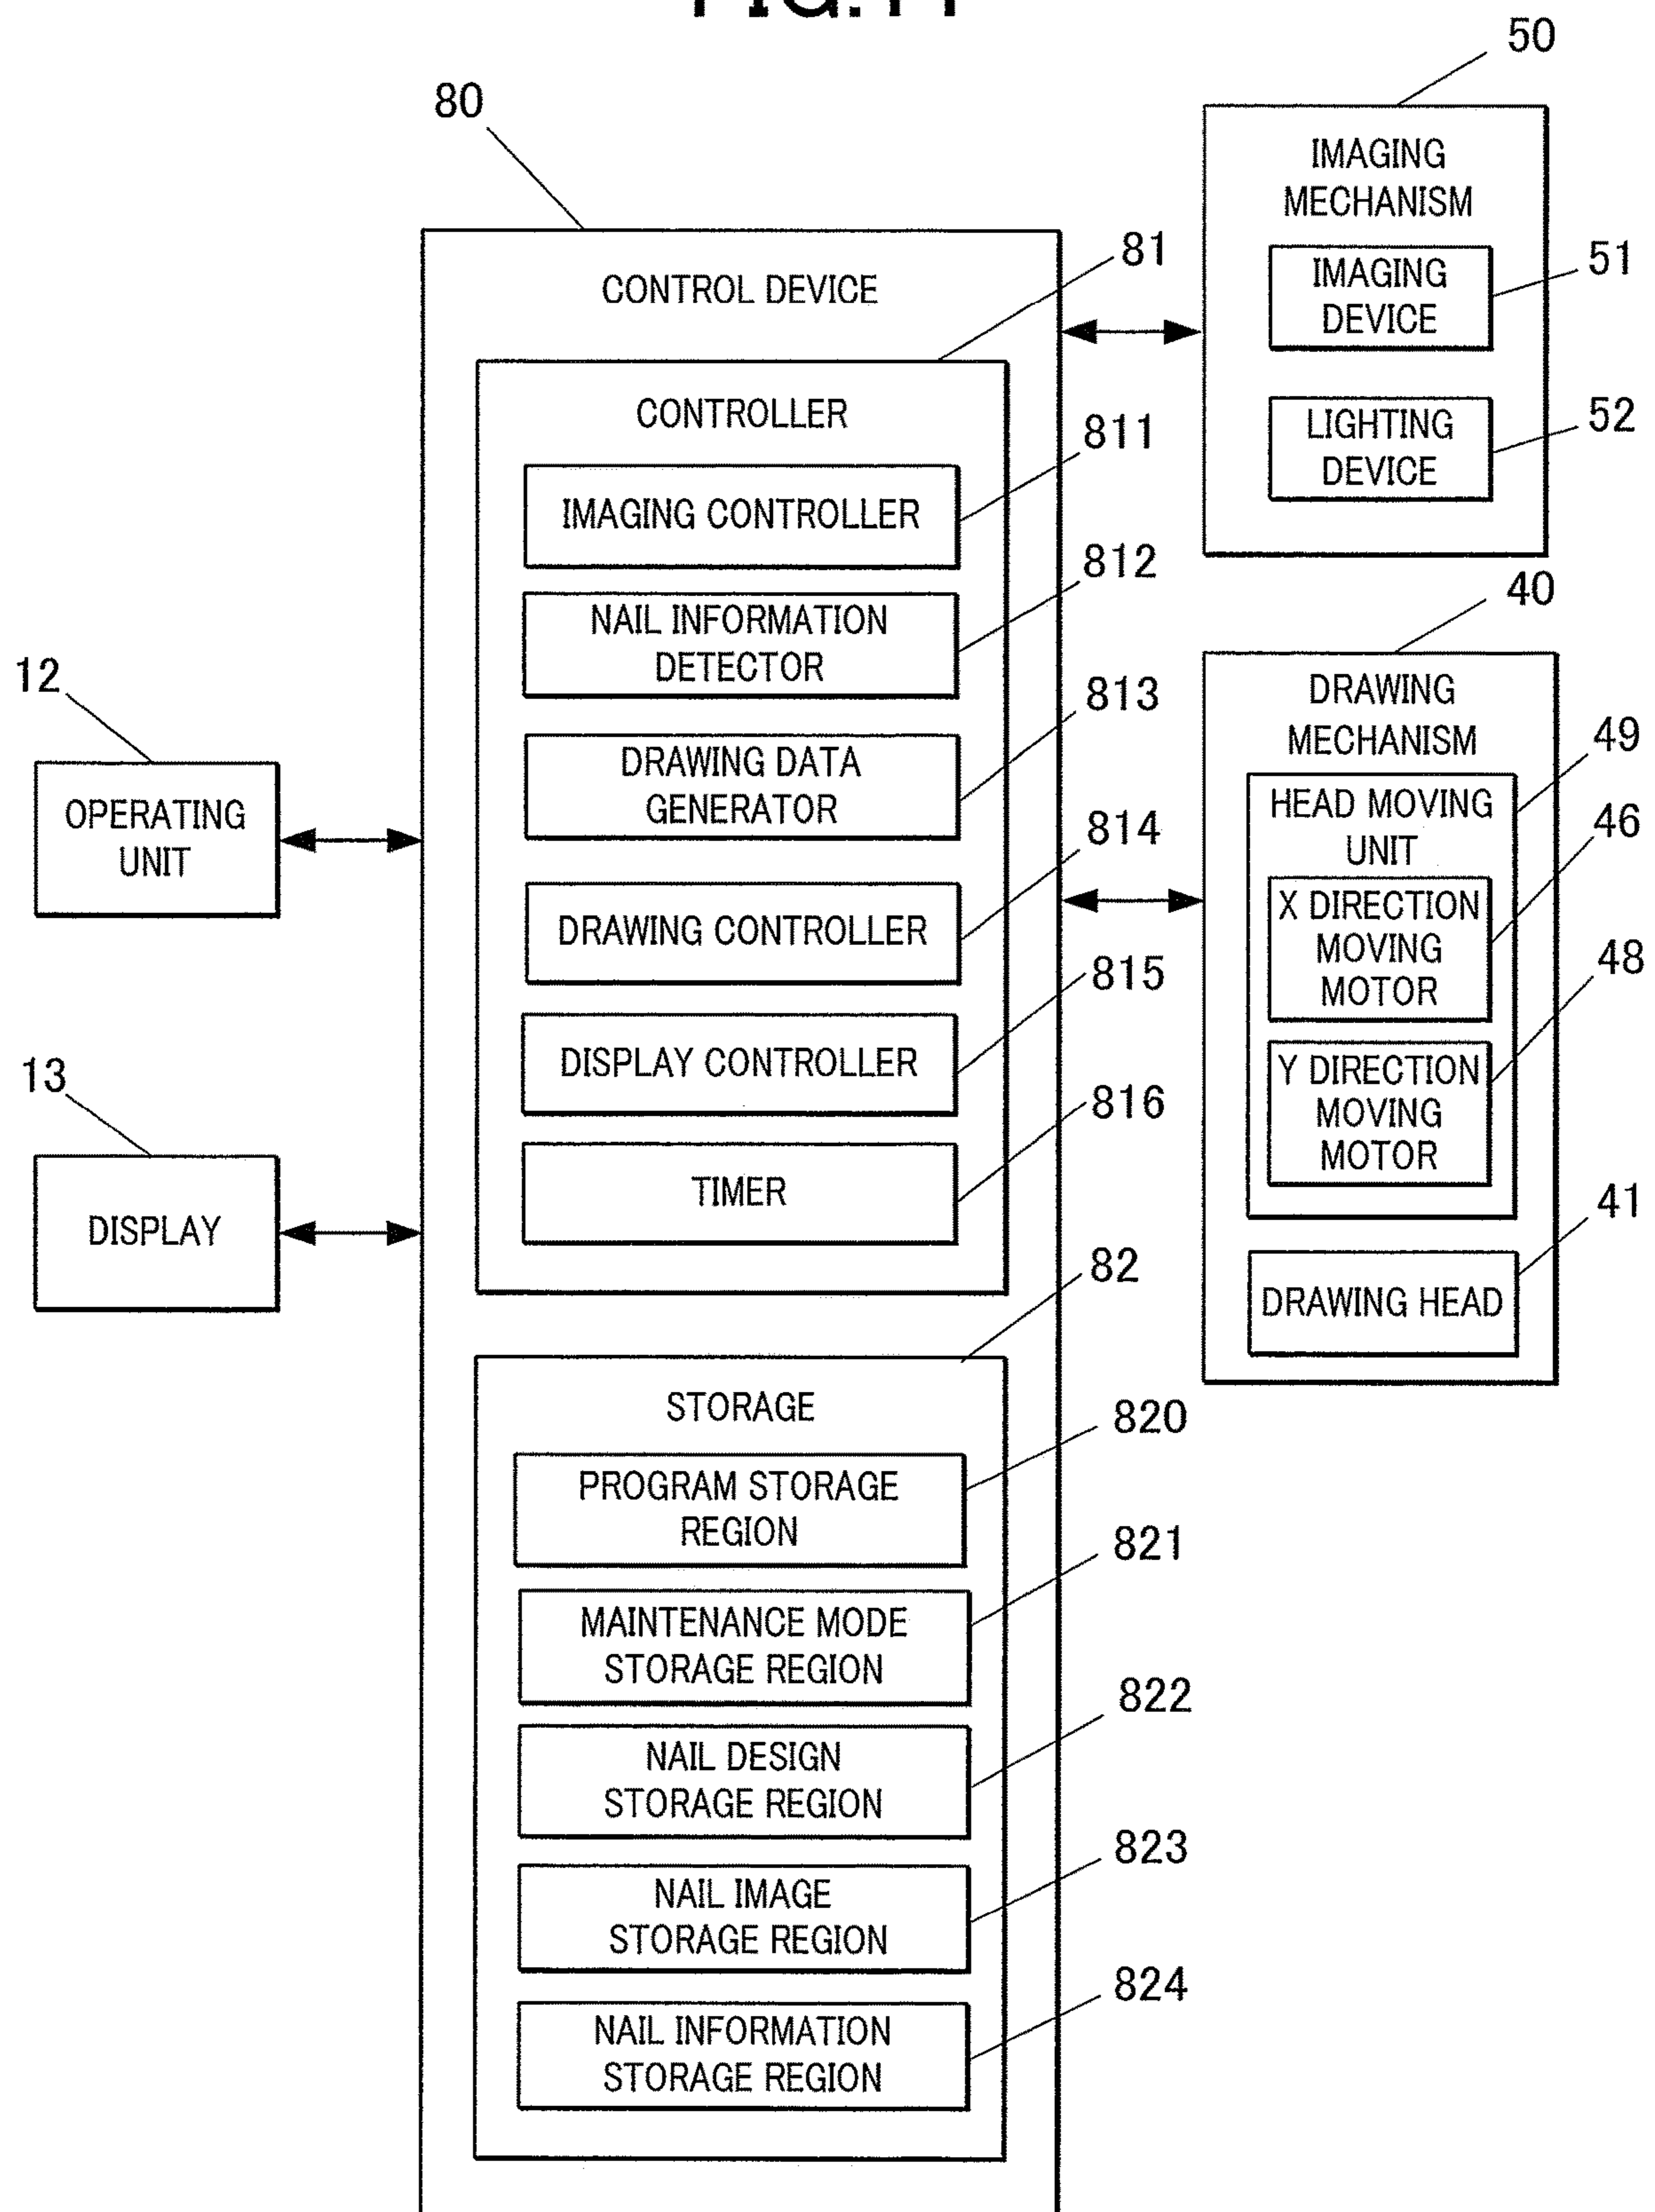 80
CONTROL DEVICE
81
CONTROLLER
811
IMAGING CONTROLLER
812
NAIL INFORMATION
DETECTOR
813
DRAWING DATA
GENERATOR
814
DRAWING CONTROLLER
815
DISPLAY CONTROLLER
816
TIMER
82
STORAGE
820
PROGRAM STORAGE
REGION
821
MAINTENANCE MODE
STORAGE REGION
822
NAIL DESIGN
STORAGE REGION
823
NAIL IMAGE
STORAGE REGION
824
NAIL INFORMATION
STORAGE REGION
12
OPERATING
UNIT
13
DISPLAY
50
IMAGING
MECHANISM
51
IMAGING
DEVICE
52
LIGHTING
DEVICE
40
DRAWING
MECHANISM
49
HEAD MOVING
UNIT
46
X DIRECTION
MOVING
MOTOR
48
Y DIRECTION
MOVING
MOTOR
41
DRAWING HEAD